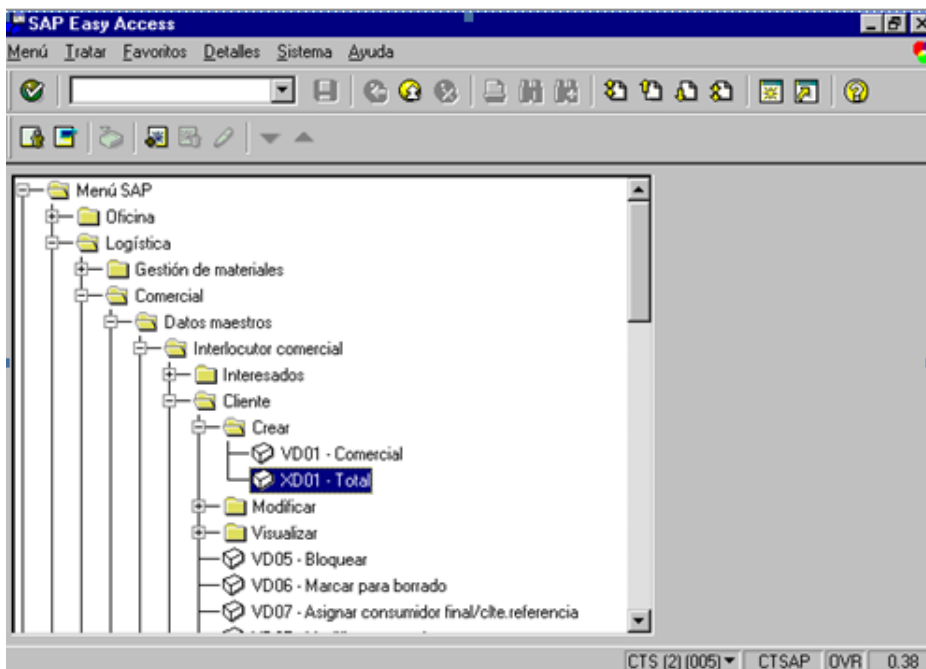 SAP Easy Access
Menú Tratar Favoritos Detalles Sistema Ayuda
Menú SAP
Oficina
Logística
Gestión de materiales
Comercial
Datos maestros
Interlocutor comercial
Interesados
Cliente
Crear
VD01 - Comercial
XD01 - Total
Modificar
Visualizar
VD05 - Bloquear
VD06 - Marcar para borrado
VD07 - Asignar consumidor final/clte.referencia
CTS (2) (005) CTSAP OVR 0.38